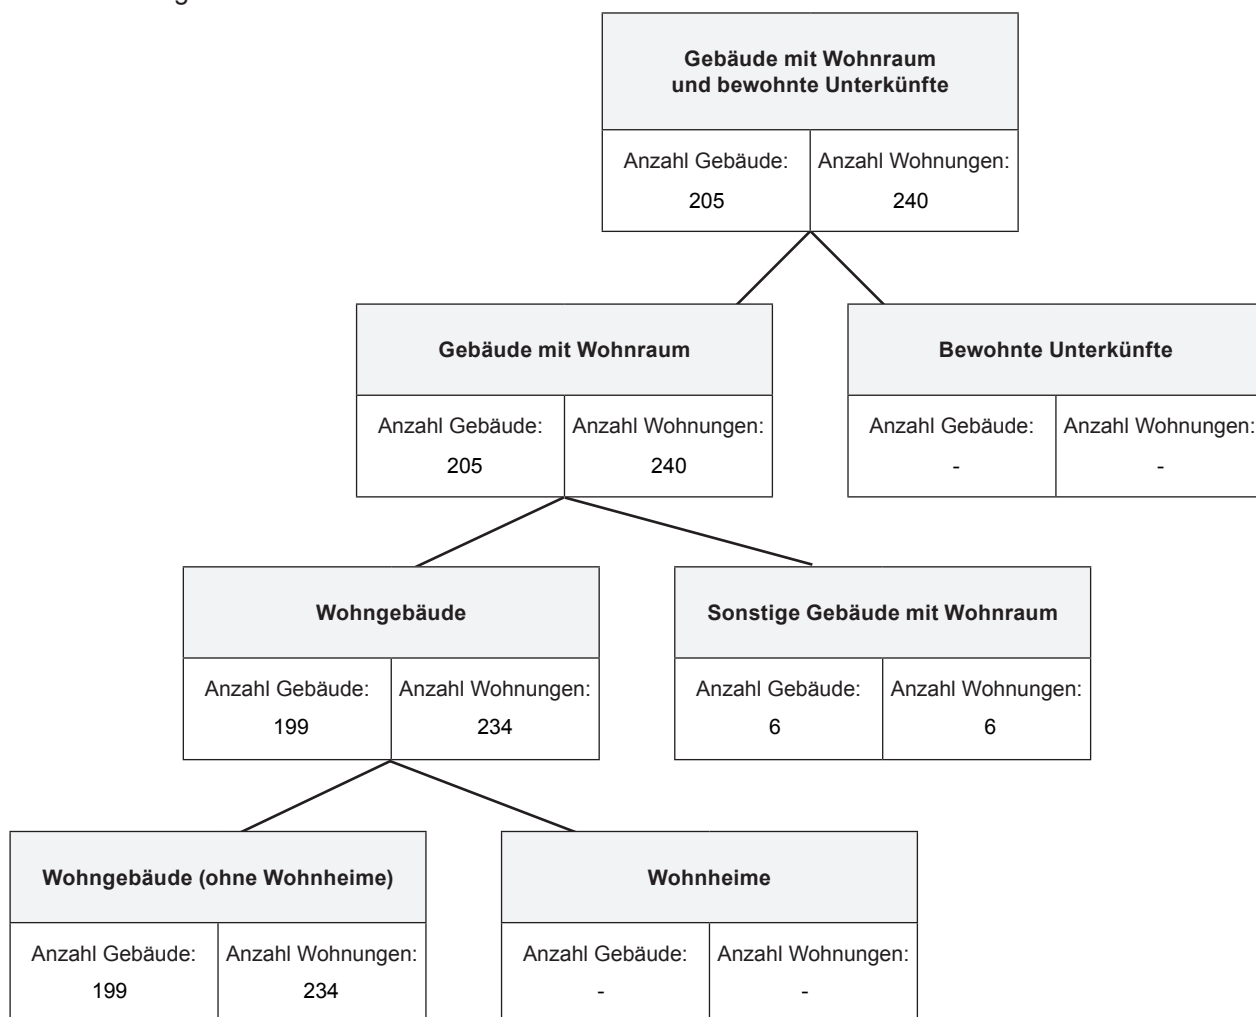 Gebäude mit Wohnraum
und bewohnte Unterkünfte
Anzahl Gebäude: Anzahl Wohnungen:
205 240
Gebäude mit Wohnraum
Bewohnte Unterkünfte
Anzahl Gebäude: Anzahl Wohnungen:
205 240
Anzahl Gebäude: Anzahl Wohnungen:
- -
Wohngebäude
Sonstige Gebäude mit Wohnraum
Anzahl Gebäude: Anzahl Wohnungen:
199 234
Anzahl Gebäude: Anzahl Wohnungen:
6 6
Wohngebäude (ohne Wohnheime)
Wohnheime
Anzahl Gebäude: Anzahl Wohnungen:
199 234
Anzahl Gebäude: Anzahl Wohnungen:
- -